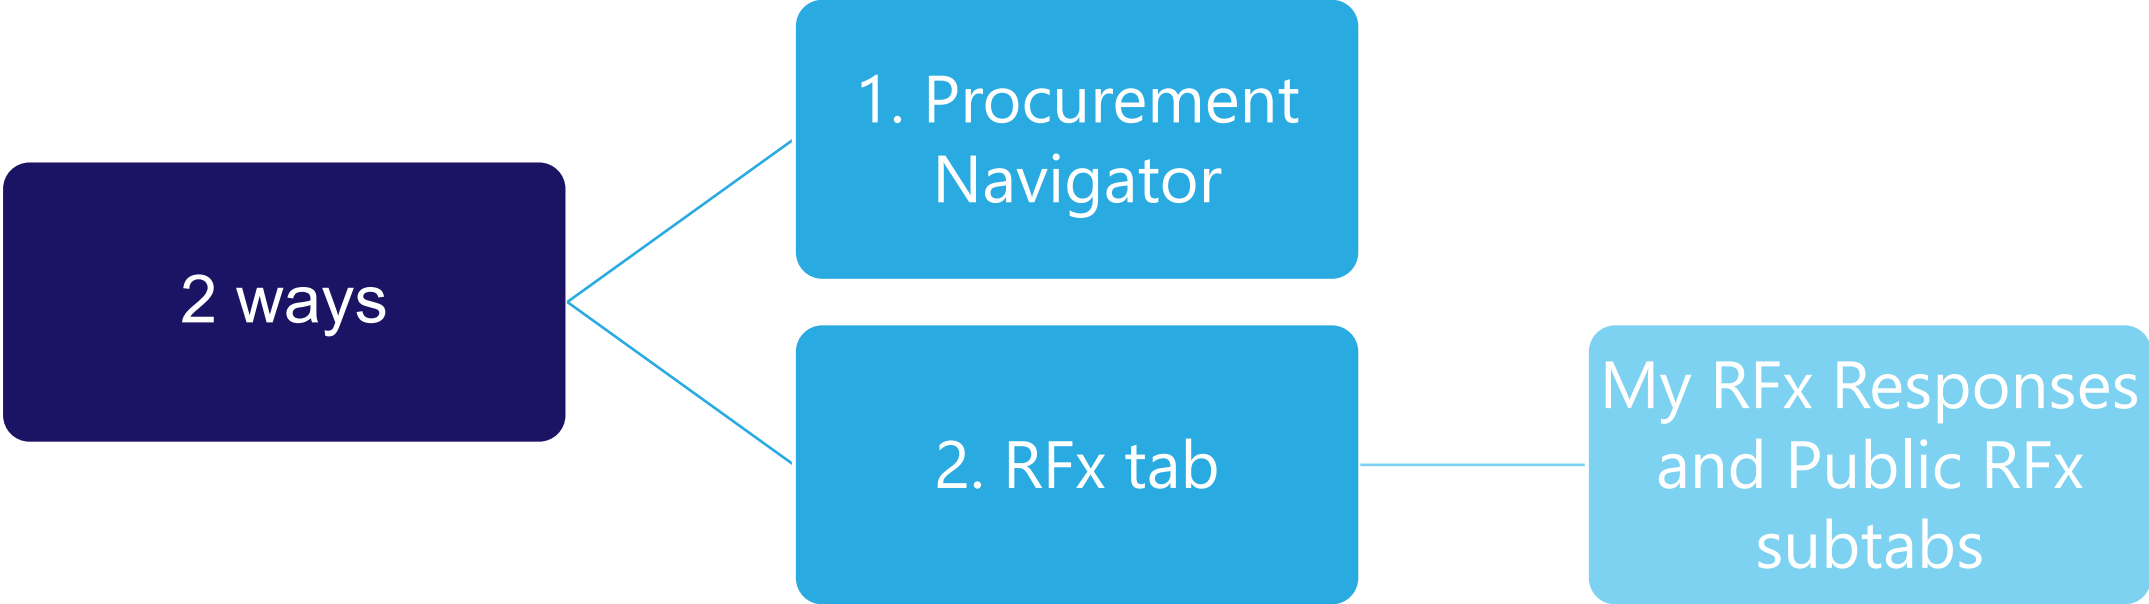 2 ways
1. Procurement
Navigator
2. RFx tab
My RFx Responses
and Public RFx
subtabs